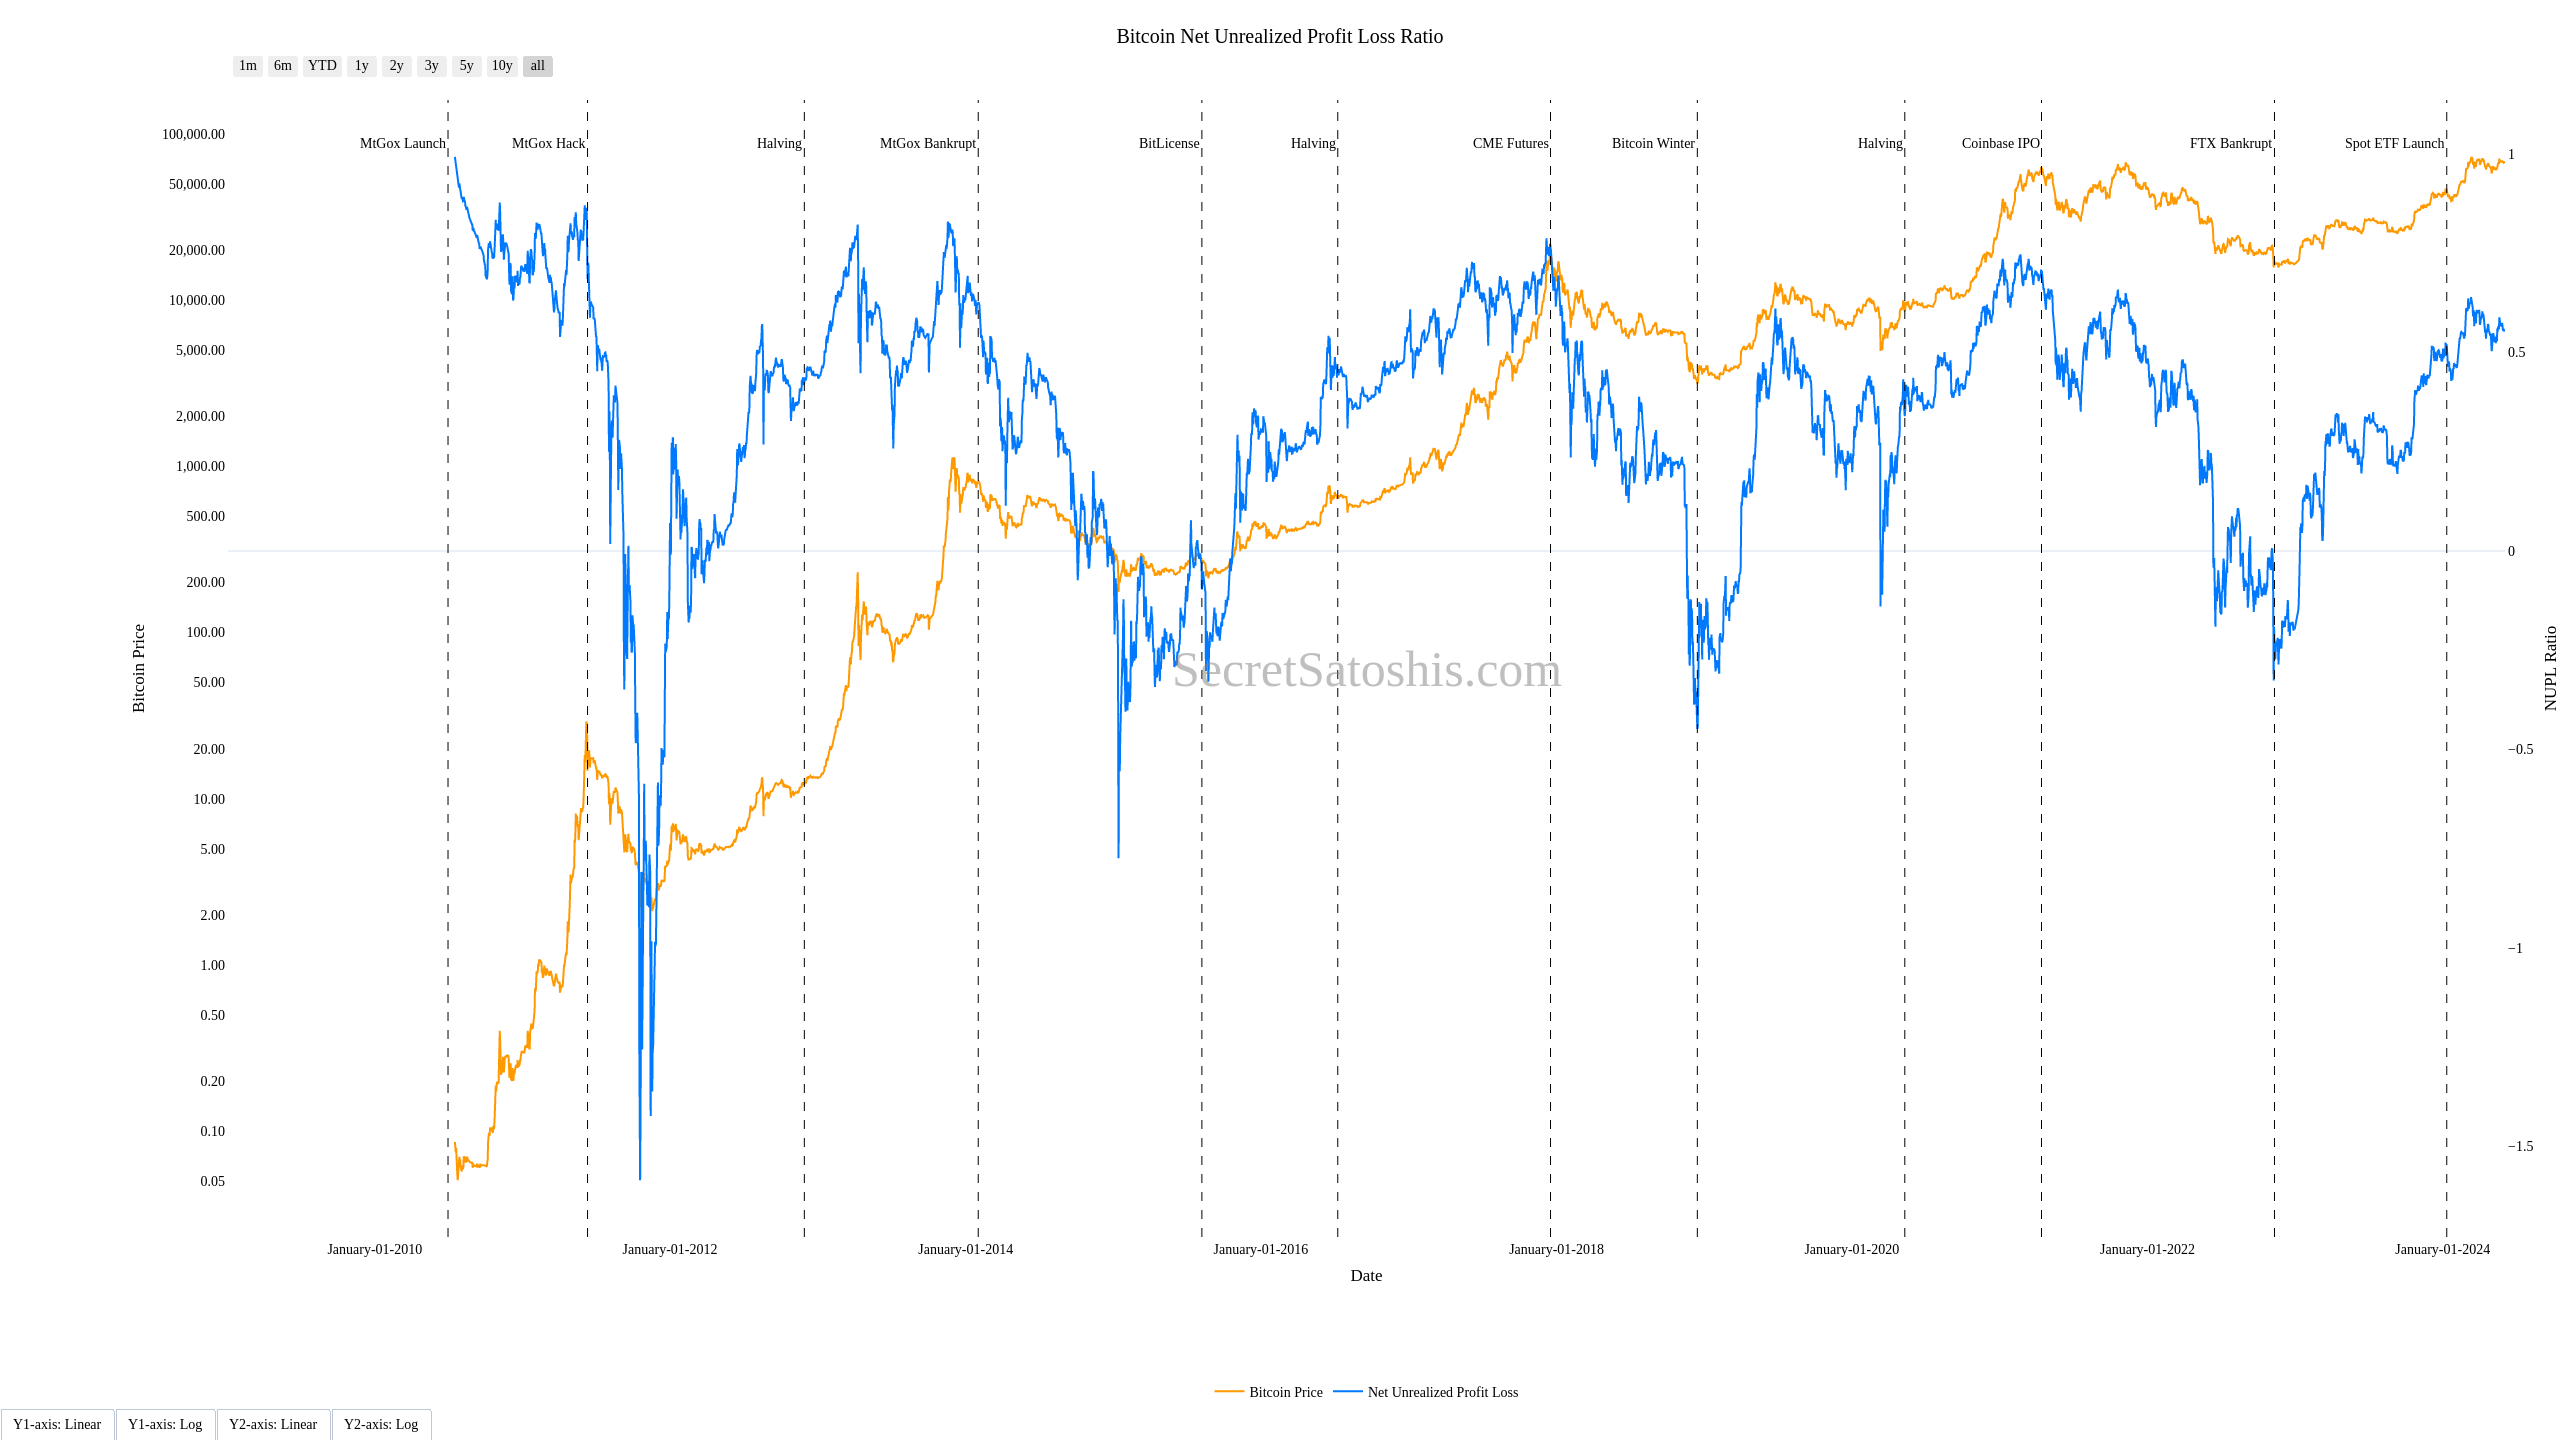 Bitcoin Net Unrealized Profit Loss Ratio
1m 6m YTD 1y 2y 3y 5y 10y all
MtGox Launch MtGox Hack Halving MtGox Bankrupt BitLicense Halving CME Futures Bitcoin Winter Halving Coinbase IPO FTX Bankrupt Spot ETF Launch
100,000.00
50,000.00
20,000.00
10,000.00
5,000.00
2,000.00
1,000.00
500.00
200.00
100.00
50.00
20.00
10.00
5.00
2.00
1.00
0.50
0.20
0.10
0.05
Bitcoin Price
SecretSatoshis.com
1
0.5
0
−0.5
−1
−1.5
NUPL Ratio
January-01-2010 January-01-2012 January-01-2014 January-01-2016 January-01-2018 January-01-2020 January-01-2022 January-01-2024
Date
Bitcoin Price Net Unrealized Profit Loss
Y1-axis: Linear Y1-axis: Log Y2-axis: Linear Y2-axis: Log